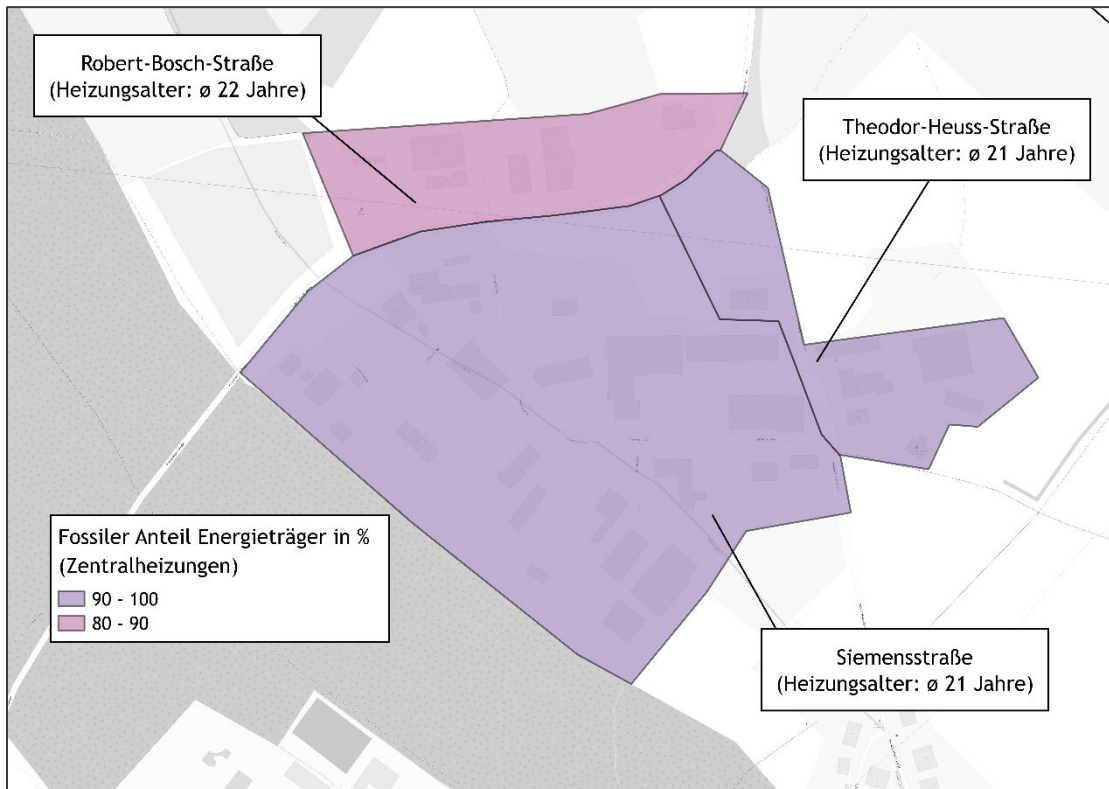 Robert-Bosch-Straße
(Heizungsalter: ø 22 Jahre)
Theodor-Heuss-Straße
(Heizungsalter: ø 21 Jahre)
Fossiler Anteil Energieträger in %
(Zentralheizungen)
90 - 100
80 - 90
Siemensstraße
(Heizungsalter: ø 21 Jahre)